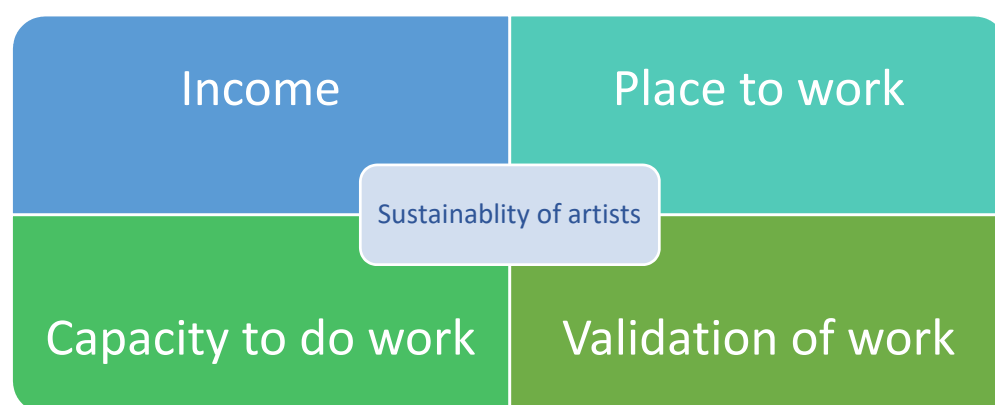 Income
Place to work
Sustainablity of artists
Capacity to do work
Validation of work